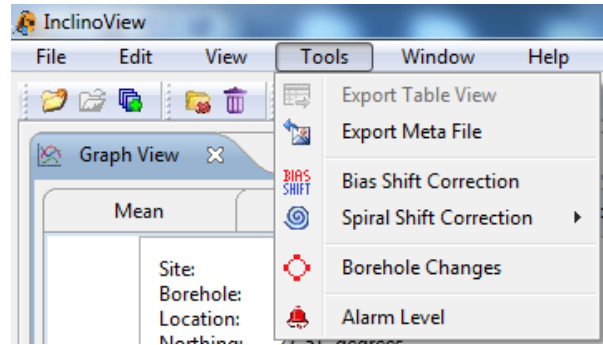 InclinoView
File Edit View Tools Window Help
Export Table View
Export Meta File
Graph View
BIAS SHIFT Bias Shift Correction
Mean
Spiral Shift Correction
Site:
Borehole Changes
Borehole:
Location:
Alarm Level
Northing:
degrees